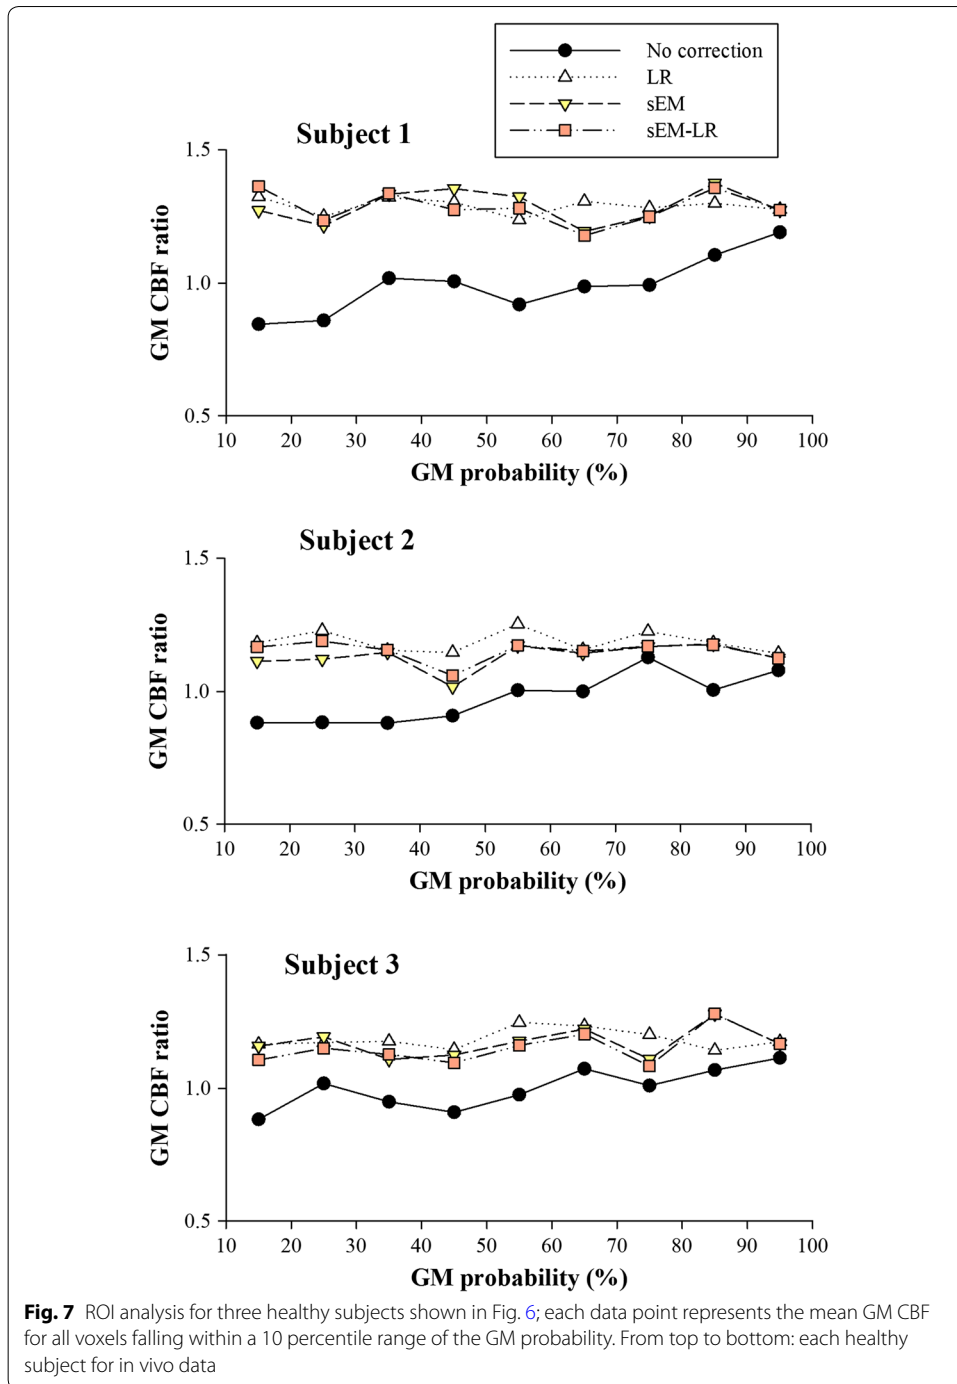 No correction
LR
sEM
sEM-LR
Subject 1
1.5
1.0
0.5
GM CBF ratio
10 20 30 40 50 60 70 80 90 100
GM probability (%)
Subject 2
1.5
1.0
0.5
GM CBF ratio
10 20 30 40 50 60 70 80 90 100
GM probability (%)
Subject 3
1.5
1.0
0.5
GM CBF ratio
10 20 30 40 50 60 70 80 90 100
GM probability (%)
Fig. 7 ROI analysis for three healthy subjects shown in Fig. 6; each data point represents the mean GM CBF
for all voxels falling within a 10 percentile range of the GM probability. From top to bottom: each healthy
subject for in vivo data